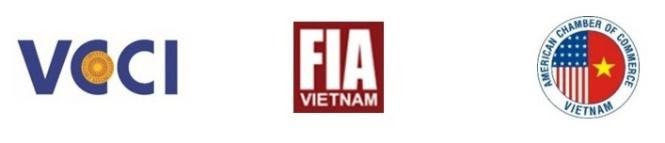 VCCI
FIA
VIETNAM
AMERICAN CHAMBER OF COMMERCE
VIETNAM